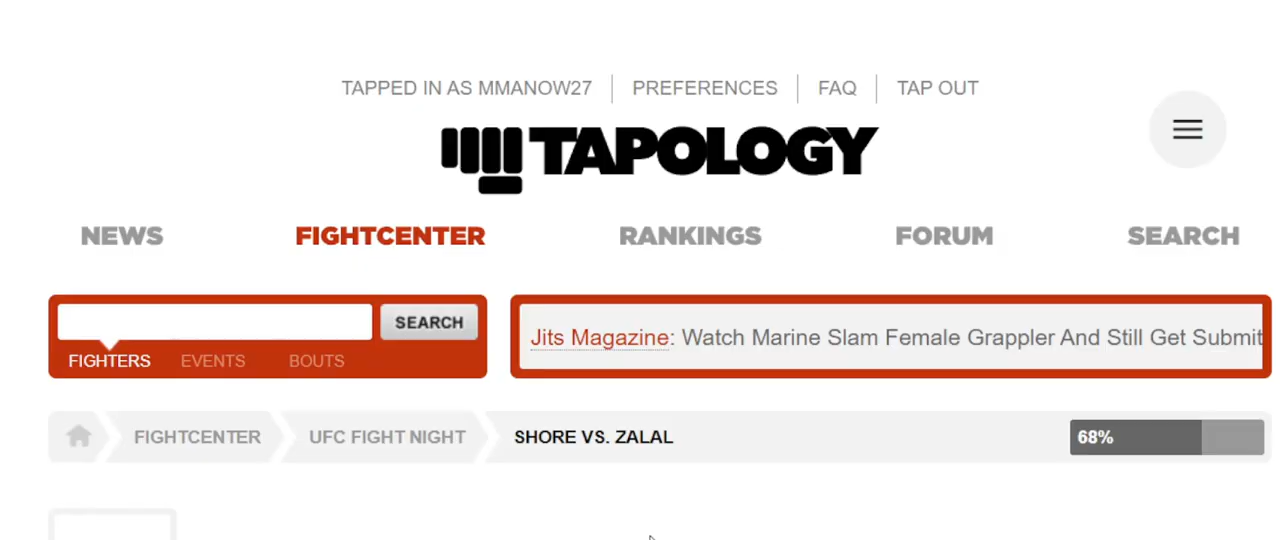 TAPPED IN AS MMANOW27 PREFERENCES FAQ TAP OUT
TAPOLOGY
NEWS FIGHTCENTER RANKINGS FORUM SEARCH
SEARCH
FIGHTERS EVENTS BOUTS
Jits Magazine: Watch Marine Slam Female Grappler And Still Get Submit
FIGHTCENTER UFC FIGHT NIGHT SHORE VS. ZALAL 68%